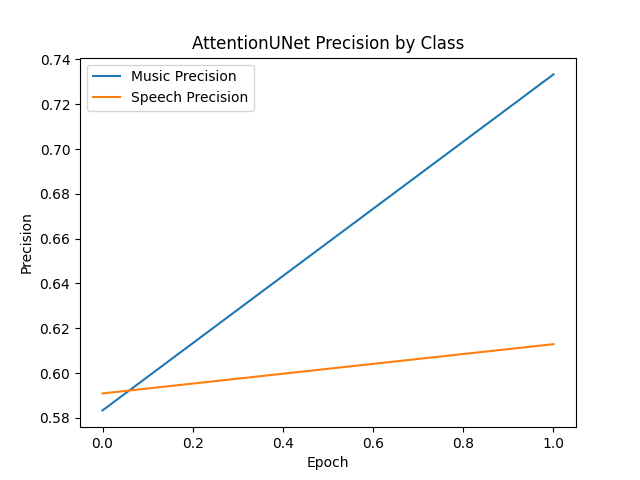 AttentionUNet Precision by Class
Music Precision
Speech Precision
0.74
0.72
0.70
0.68
0.66
0.64
0.62
0.60
0.58
Precision
0.0 0.2 0.4 0.6 0.8 1.0
Epoch